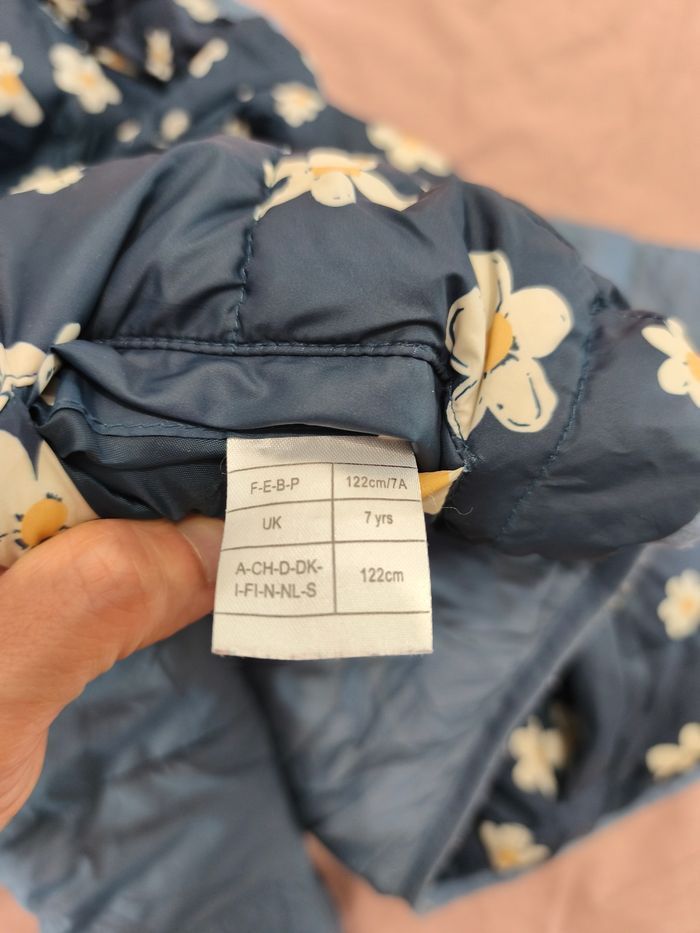 F-E-B-P 122cm/7A
UK 7 yrs
A-CH-D-DK-
I-FI-N-NL-S 122cm